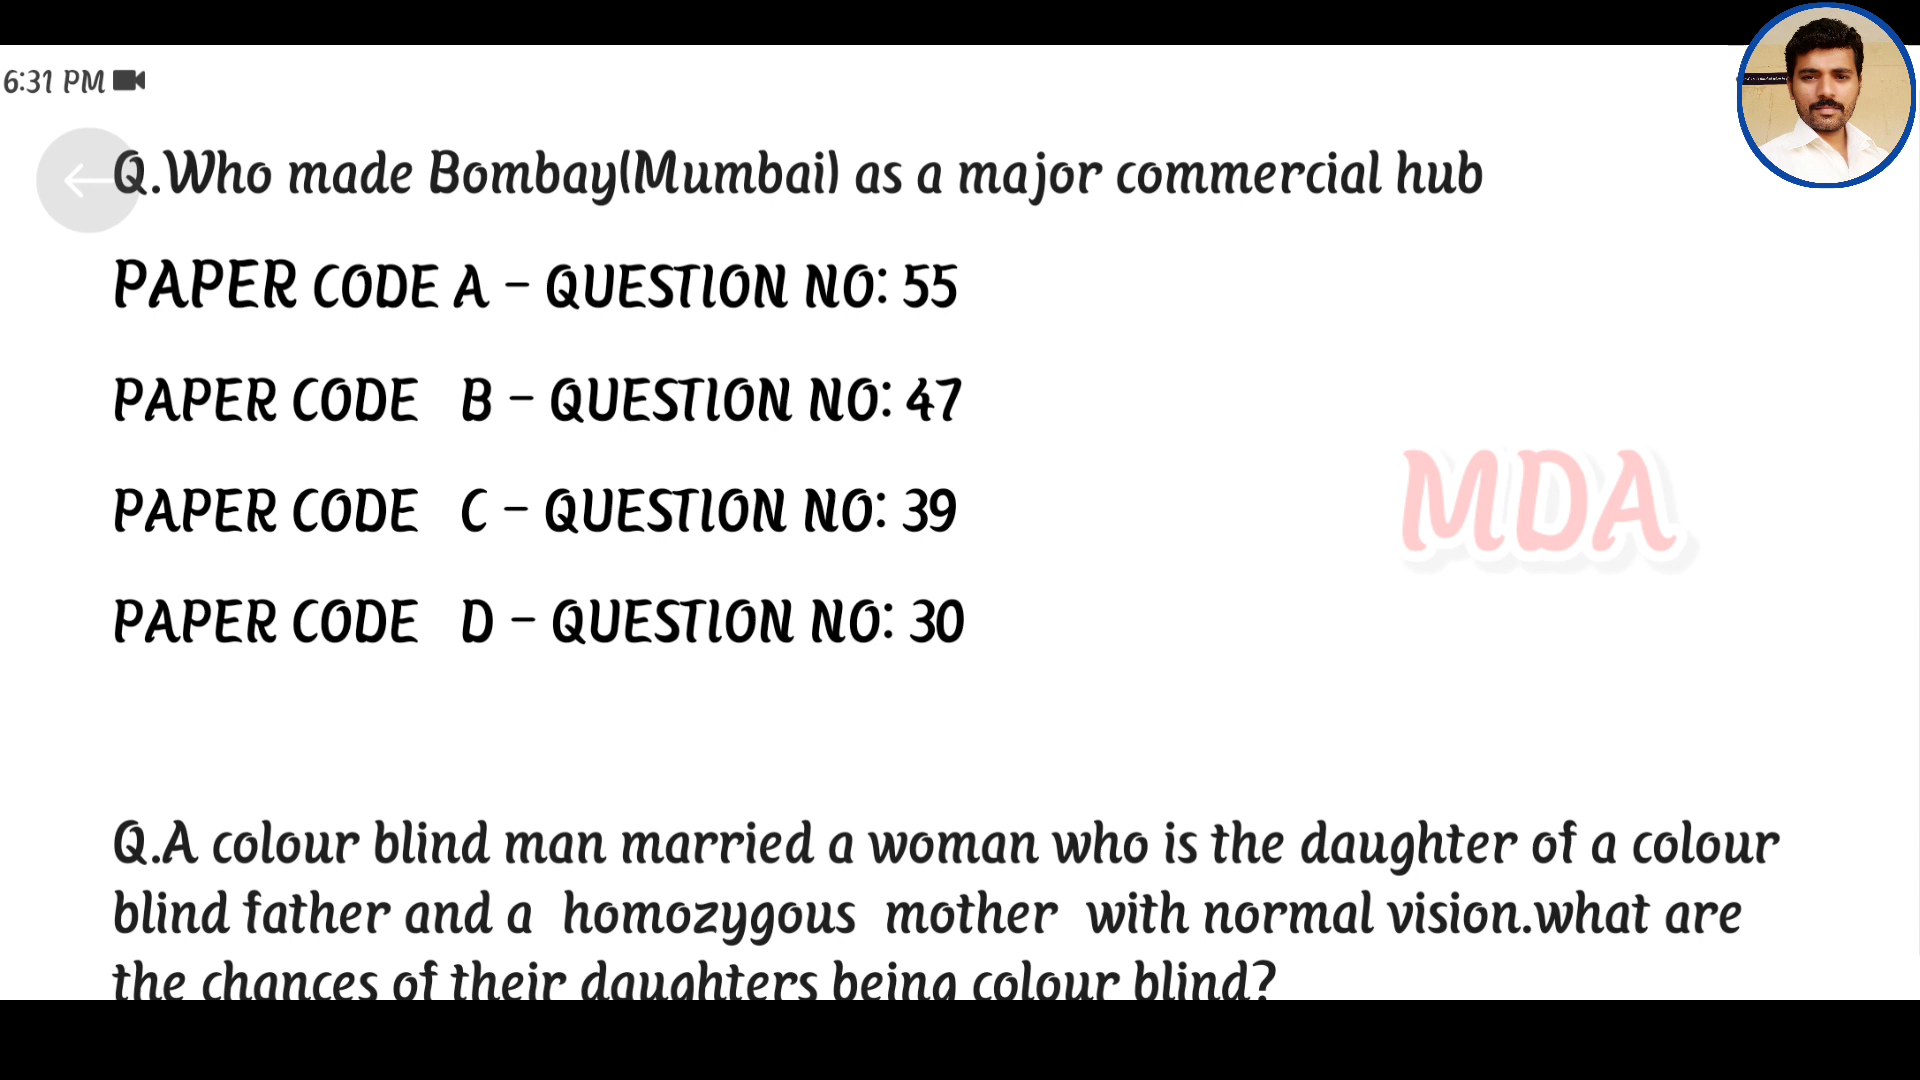 6:31 PM
Q.Who made Bombay(Mumbai) as a major commercial hub
PAPER CODE A - QUESTION NO: 55
PAPER CODE B - QUESTION NO: 47
PAPER CODE C - QUESTION NO: 39
MDA
PAPER CODE D - QUESTION NO: 30
Q.A colour blind man married a woman who is the daughter of a colour
blind father and a homozygous mother with normal vision.what are
the chances of their daughters being colour blind?